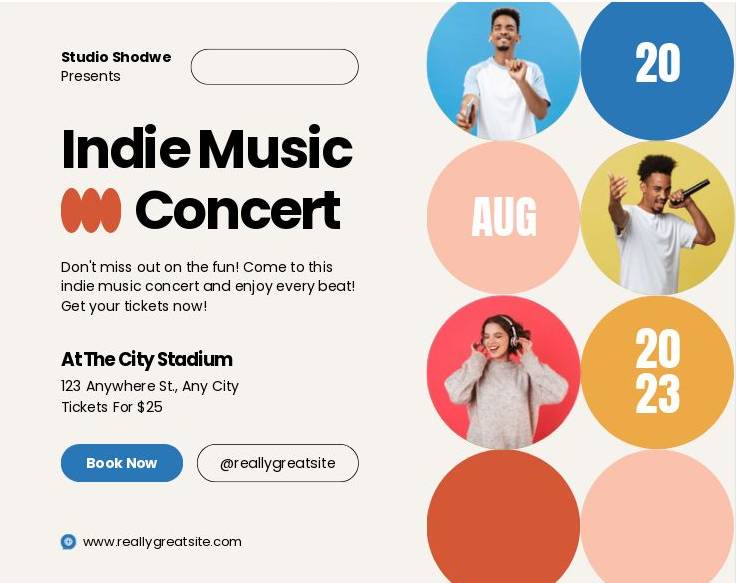 Studio Shodwe
Presents
Indie Music
Concert
Don't miss out on the fun! Come to this
indie music concert and enjoy every beat!
Get your tickets now!
At The City Stadium
123 Anywhere St., Any City
Tickets For $25
Book Now
@reallygreatsite
www.reallygreatsite.com
20
AUG
20
23